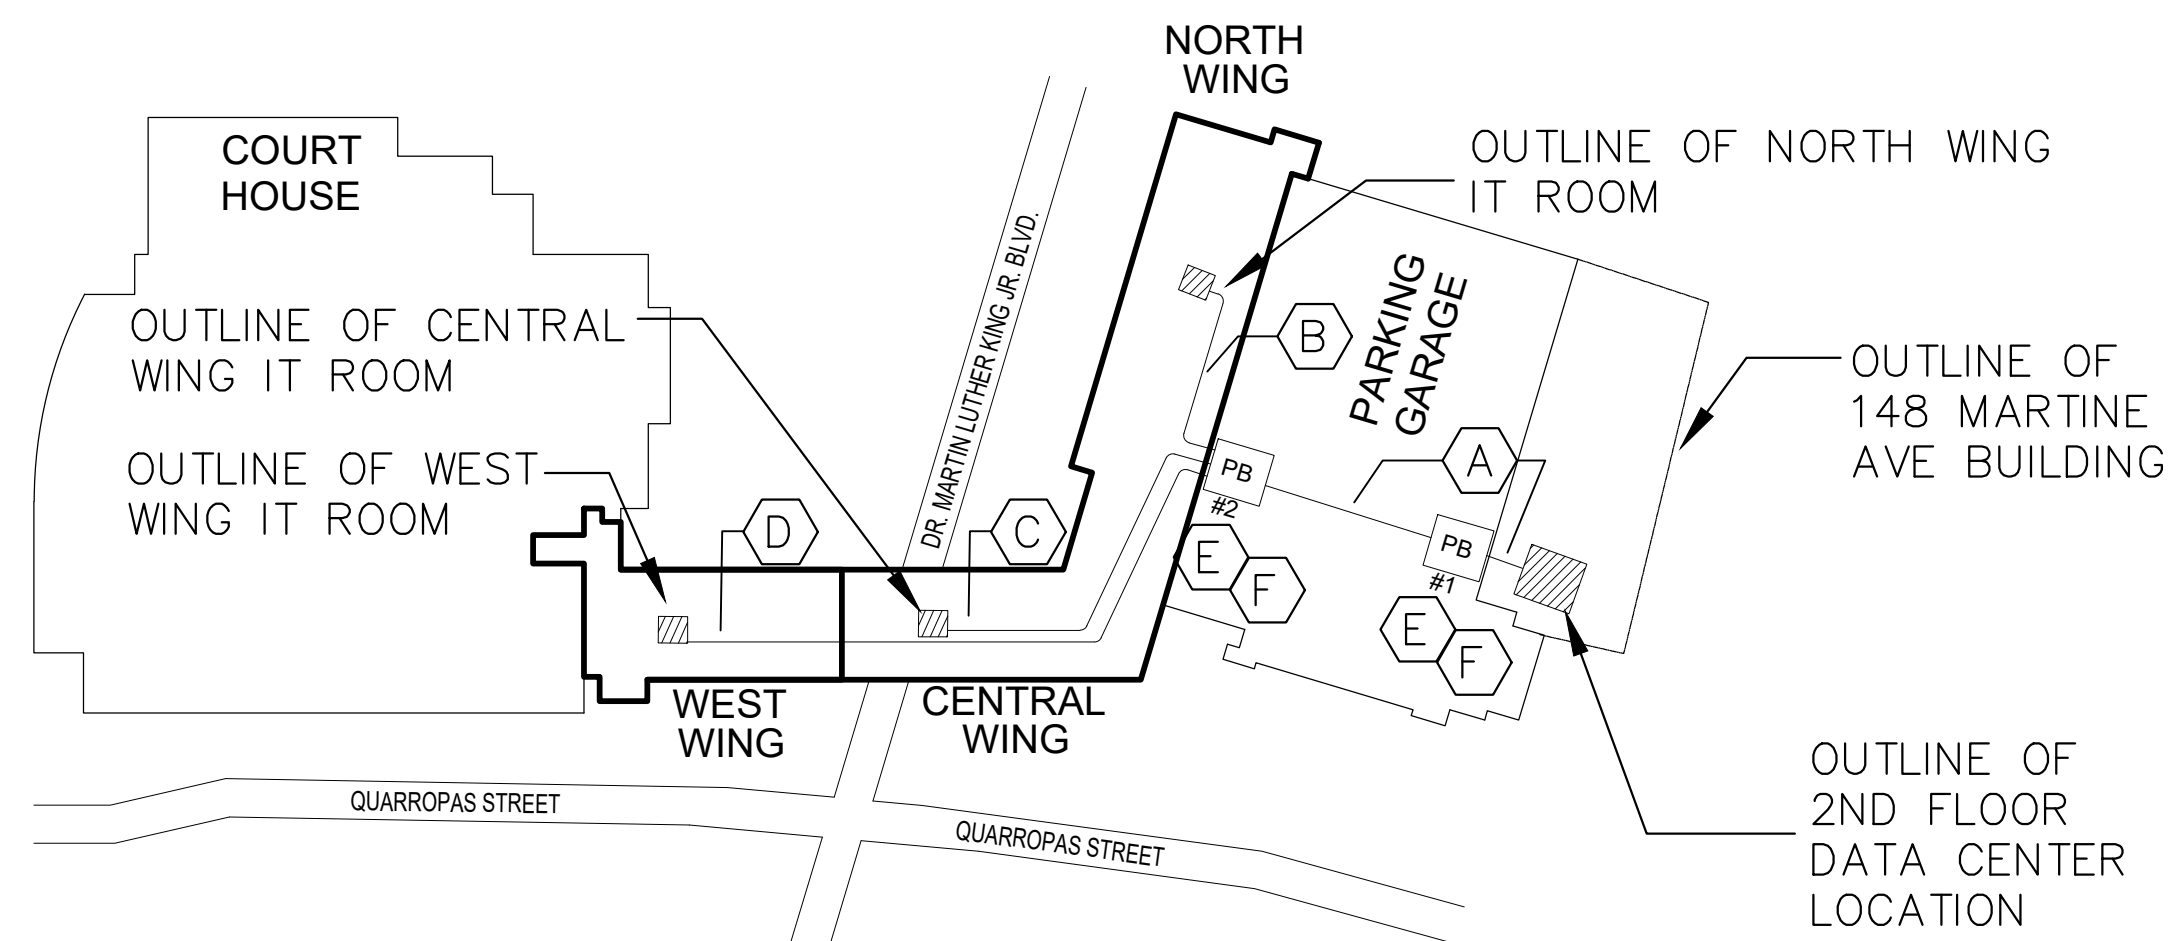 NORTH
WING
COURT
HOUSE
OUTLINE OF NORTH WING
IT ROOM
DR. MARTIN LUTHER KING JR. BLVD.
PARKING
GARAGE
OUTLINE OF CENTRAL
WING IT ROOM
B
OUTLINE OF
148 MARTINE
AVE BUILDING
OUTLINE OF WEST
WING IT ROOM
A
PB
#2
D
C
PB
#1
E
F
E
F
WEST
WING
CENTRAL
WING
OUTLINE OF
2ND FLOOR
DATA CENTER
LOCATION
QUARROPAS STREET
QUARROPAS STREET